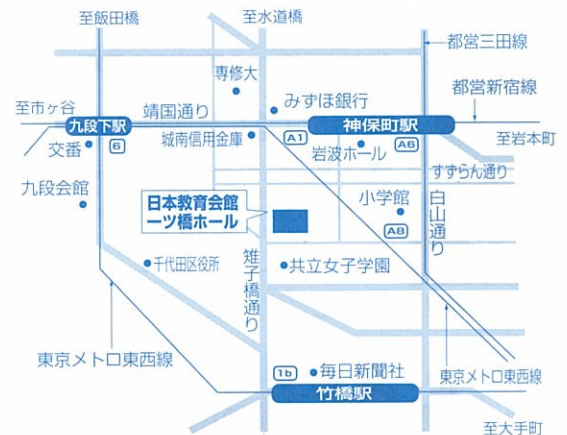 至飯田橋
至水道橋
都営三田線
専修大
都営新宿線
みずほ銀行
至市ヶ谷
靖国通り
九段下駅
神保町駅
6
交番
城南信用金庫
A1
A6
岩波ホール
至岩本町
すずらん通り
九段会館
日本教育会館
一ツ橋ホール
小学館
A8
白山通り
千代田区役所
雉子橋通り
共立女子学園
東京メトロ東西線
1b
毎日新聞社
竹橋駅
東京メトロ東西線
至大手町